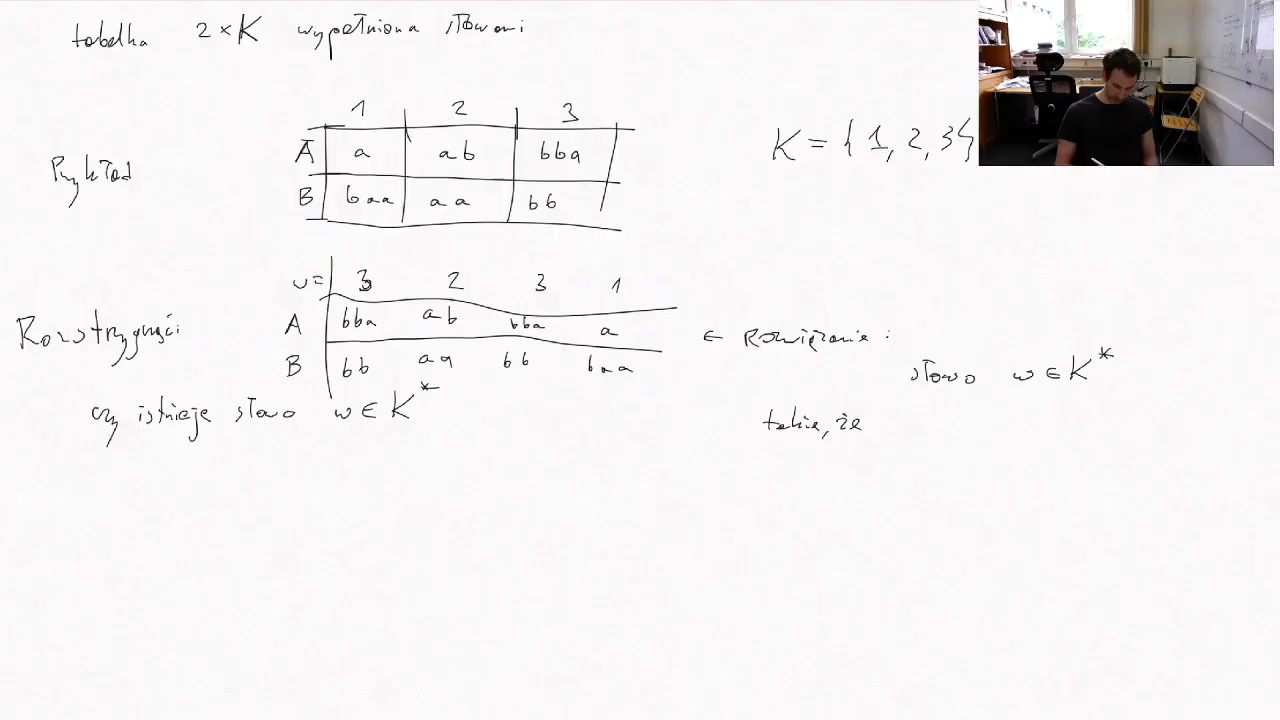 tabelka 2 × K wypełniona słowami
1 2 3
A a ab bba
B baa aa bb
Przykład
K = { 1, 2, 3}
w= 3 2 3 1
A bba ab bba a
B bb aa bb baa
Rozstrzygnąć:
← Rozwiązanie :
słowo w ∈ K*
czy istnieje słowo w ∈ K*
takie, że